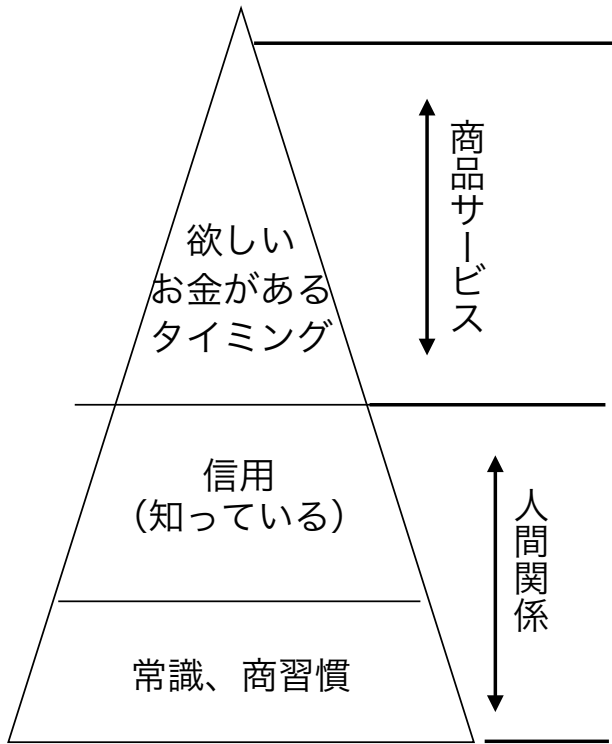 欲しい
お金がある
タイミング
商品サービス
信用
（知っている）
人間関係
常識、商習慣